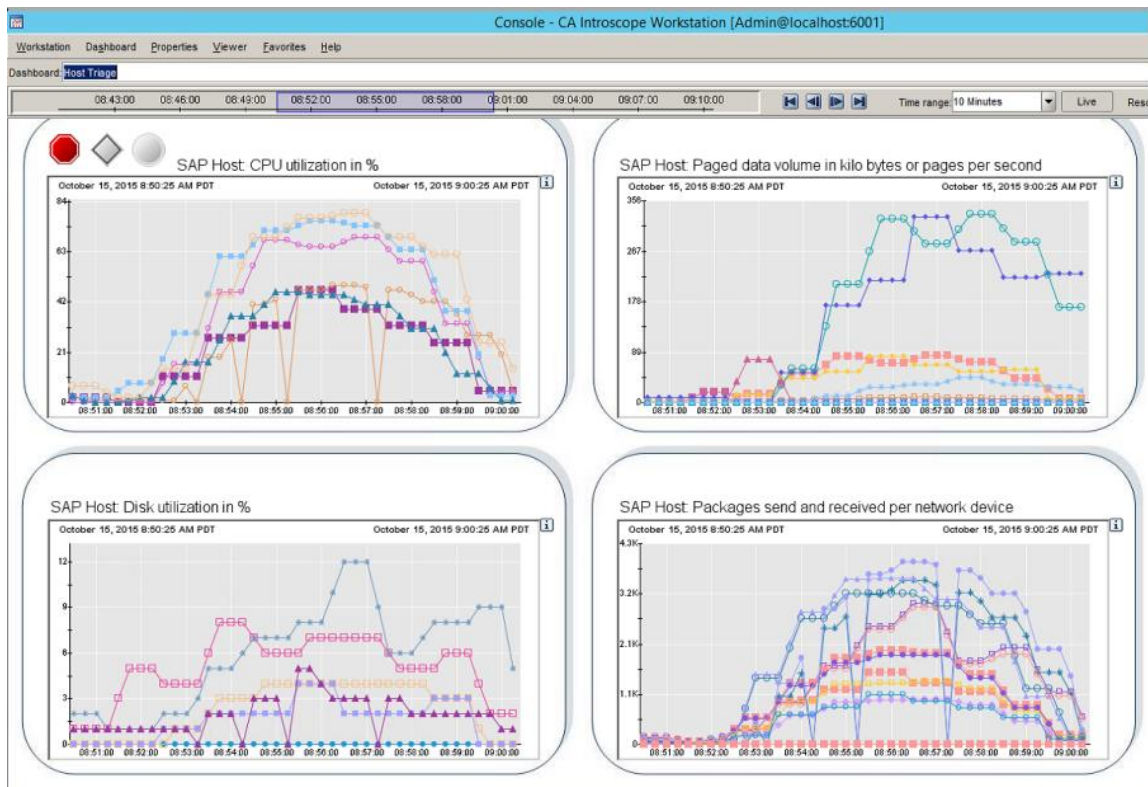 Console - CA Introscope Workstation [Admin@localhost:6001]
Workstation Dashboard Properties Viewer Favorites Help
Dashboard: Host Triage
08:43:00 08:46:00 08:49:00 08:52:00 08:55:00 08:58:00 09:01:00 09:04:00 09:07:00 09:10:00 Time range: 10 Minutes Live Reso
SAP Host: CPU utilization in %
October 15, 2015 8:50:25 AM PDT October 15, 2015 9:00:25 AM PDT
84
63
42
21
0
08:51:00 08:52:00 08:53:00 08:54:00 08:55:00 08:56:00 08:57:00 08:58:00 08:59:00 09:00:00
SAP Host: Paged data volume in kilo bytes or pages per second
October 15, 2015 8:50:25 AM PDT October 15, 2015 9:00:25 AM PDT
356
267
178
89
0
08:51:00 08:52:00 08:53:00 08:54:00 08:55:00 08:56:00 08:57:00 08:58:00 08:59:00 09:00:00
SAP Host: Disk utilization in %
October 15, 2015 8:50:25 AM PDT October 15, 2015 9:00:25 AM PDT
12
9
6
3
0
08:51:00 08:52:00 08:53:00 08:54:00 08:55:00 08:56:00 08:57:00 08:58:00 08:59:00 09:00:00
SAP Host: Packages send and received per network device
October 15, 2015 8:50:25 AM PDT October 15, 2015 9:00:25 AM PDT
4.3K
3.2K
2.1K
1.1K
0
08:51:00 08:52:00 08:53:00 08:54:00 08:55:00 08:56:00 08:57:00 08:58:00 08:59:00 09:00:00